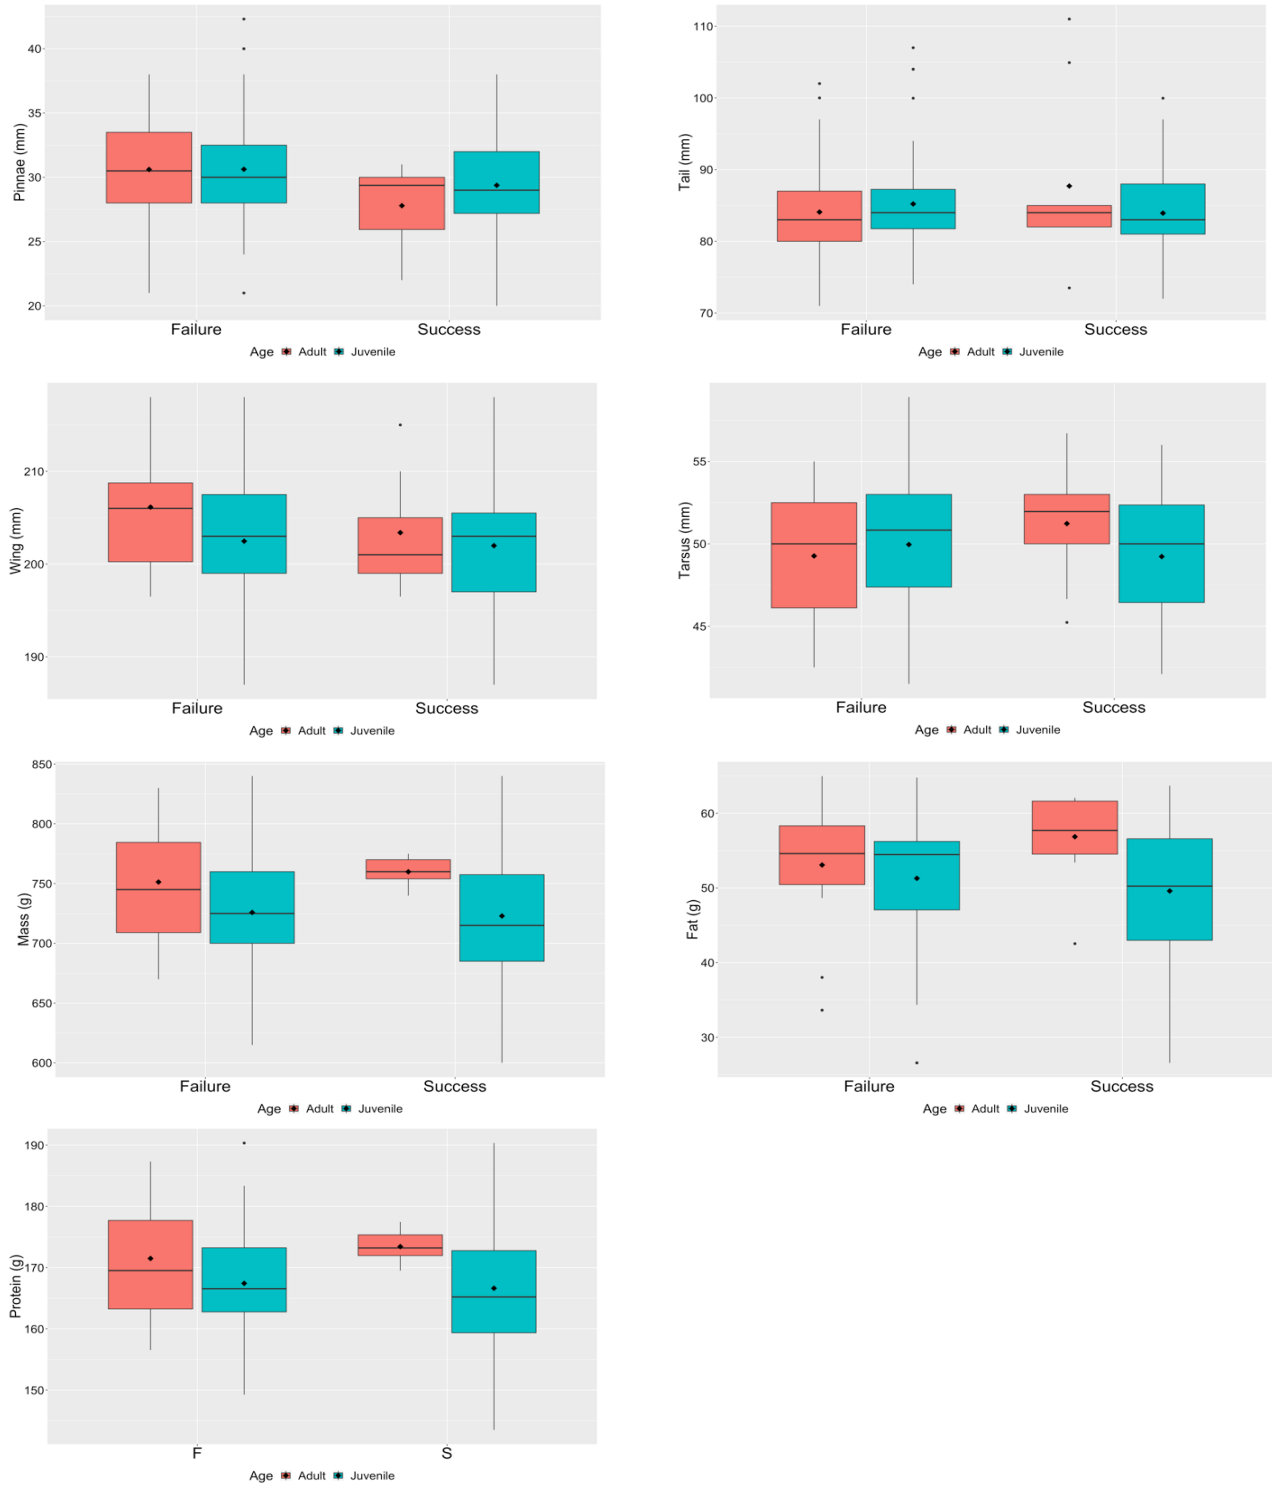 Pinnae (mm)
40
35
30
25
20
Failure Success
Age Adult Juvenile
Tail (mm)
110
100
90
80
70
Failure Success
Age Adult Juvenile
Wing (mm)
210
200
190
Failure Success
Age Adult Juvenile
Tarsus (mm)
55
50
45
Failure Success
Age Adult Juvenile
Mass (g)
850
800
750
700
650
600
Failure Success
Age Adult Juvenile
Fat (g)
60
50
40
30
Failure Success
Age Adult Juvenile
Protein (g)
190
180
170
160
150
F S
Age Adult Juvenile